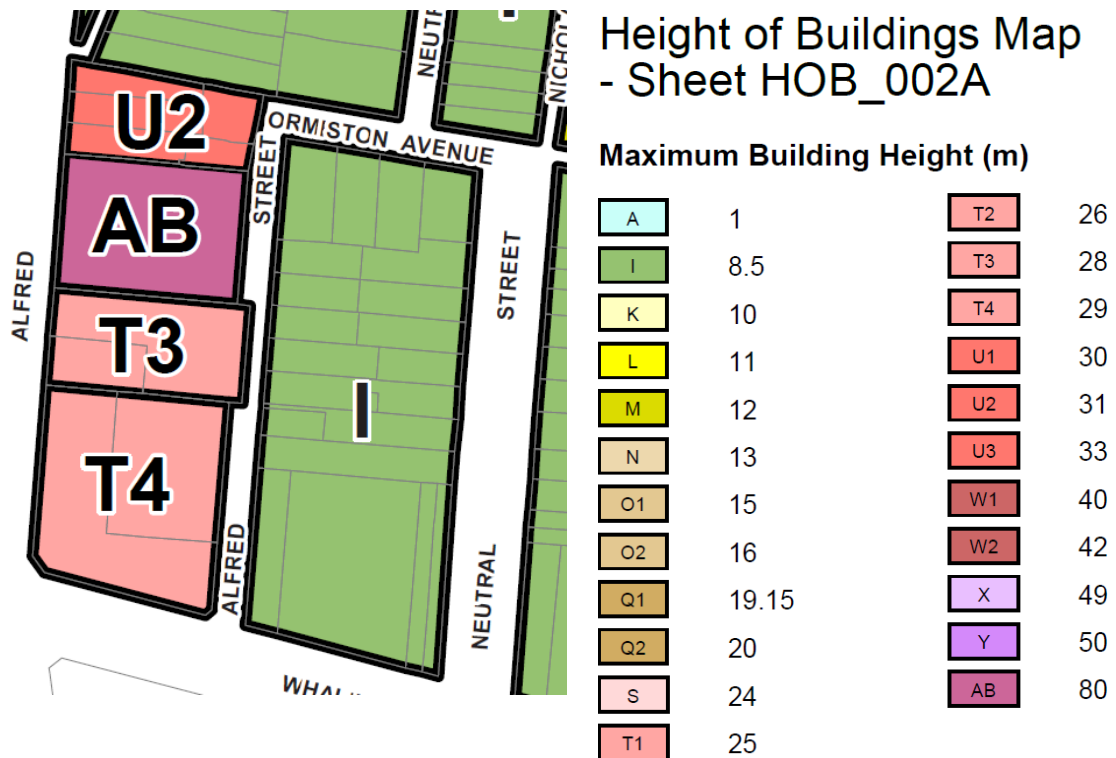 Height of Buildings Map
- Sheet HOB_002A
Maximum Building Height (m)
A 1
I 8.5
K 10
L 11
M 12
N 13
O1 15
O2 16
Q1 19.15
Q2 20
S 24
T1 25
T2 26
T3 28
T4 29
U1 30
U2 31
U3 33
W1 40
W2 42
X 49
Y 50
AB 80
U2
AB
T3
T4
I
ORMISTON AVENUE
STREET
STREET
ALFRED
ALFRED
NEUTRAL